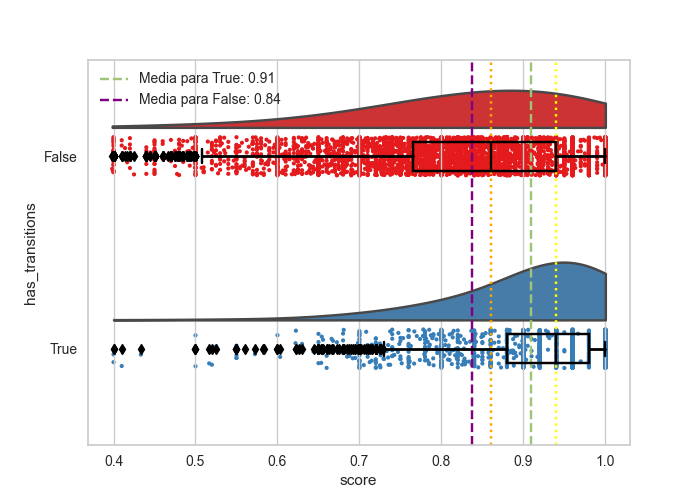 Media para True: 0.91
Media para False: 0.84
False
True
has_transitions
0.4 0.5 0.6 0.7 0.8 0.9 1.0
score